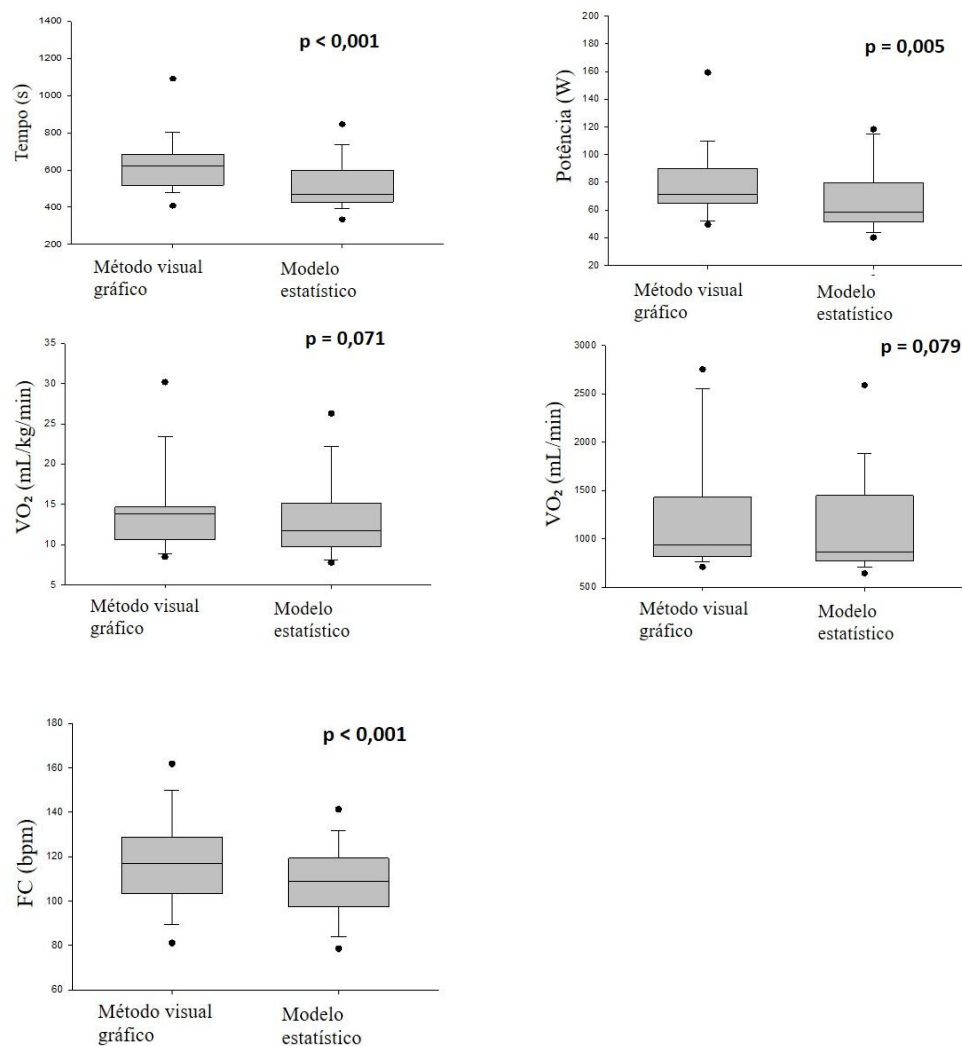 1400
1200
1000
800
600
400
200
Tempo (s)
p < 0,001
Método visual
gráfico
Modelo
estatístico
200
180
160
140
120
100
80
60
40
20
Potência (W)
p = 0,005
Método visual
gráfico
Modelo
estatístico
35
30
25
20
15
10
5
VO₂ (mL/kg/min)
p = 0,071
Método visual
gráfico
Modelo
estatístico
3000
2500
2000
1500
1000
500
VO₂ (mL/min)
p = 0,079
Método visual
gráfico
Modelo
estatístico
180
160
140
120
100
80
60
FC (bpm)
p < 0,001
Método visual
gráfico
Modelo
estatístico